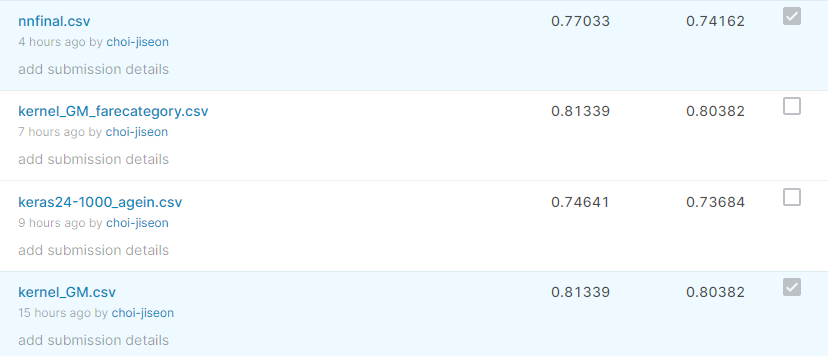 nnfinal.csv 0.77033 0.74162
4 hours ago by choi-jiseon
add submission details
kernel_GM_farecategory.csv 0.81339 0.80382
7 hours ago by choi-jiseon
add submission details
keras24-1000_agein.csv 0.74641 0.73684
9 hours ago by choi-jiseon
add submission details
kernel_GM.csv 0.81339 0.80382
15 hours ago by choi-jiseon
add submission details